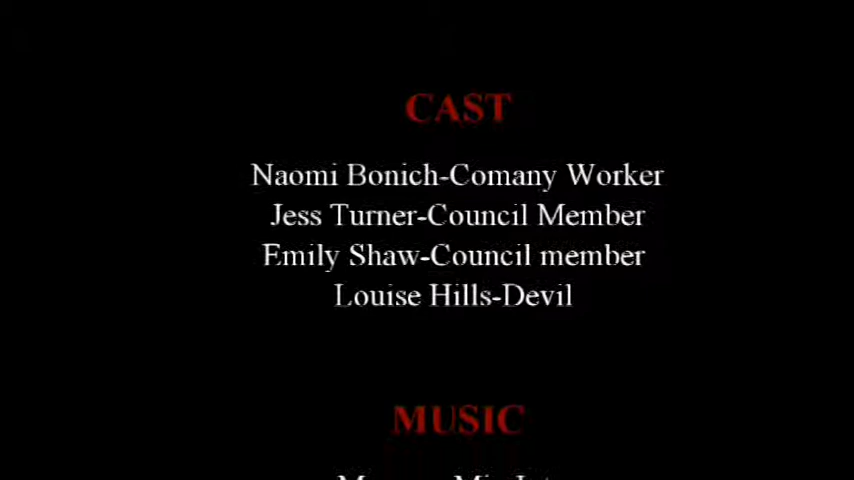 CAST
Naomi Bonich-Comany Worker
Jess Turner-Council Member
Emily Shaw-Council member
Louise Hills-Devil
MUSIC